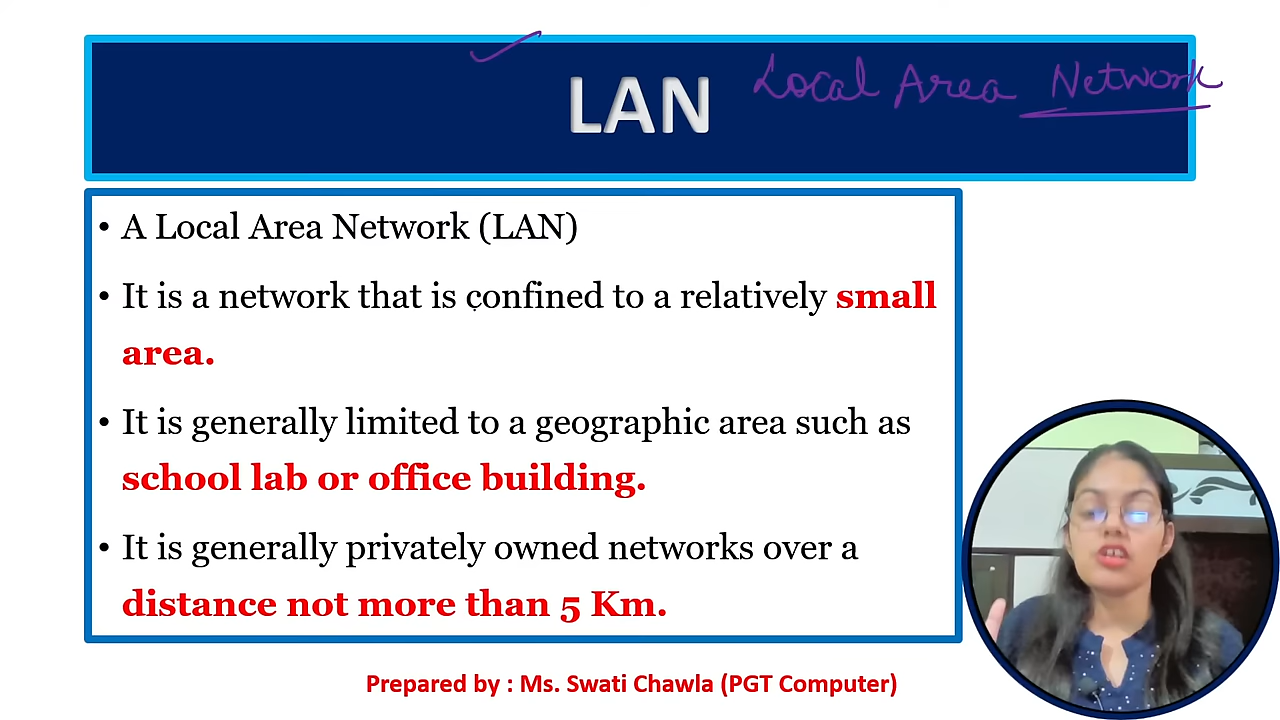 LAN Local Area Network
• A Local Area Network (LAN)
• It is a network that is confined to a relatively small
area.
• It is generally limited to a geographic area such as
school lab or office building.
• It is generally privately owned networks over a
distance not more than 5 Km.
Prepared by : Ms. Swati Chawla (PGT Computer)